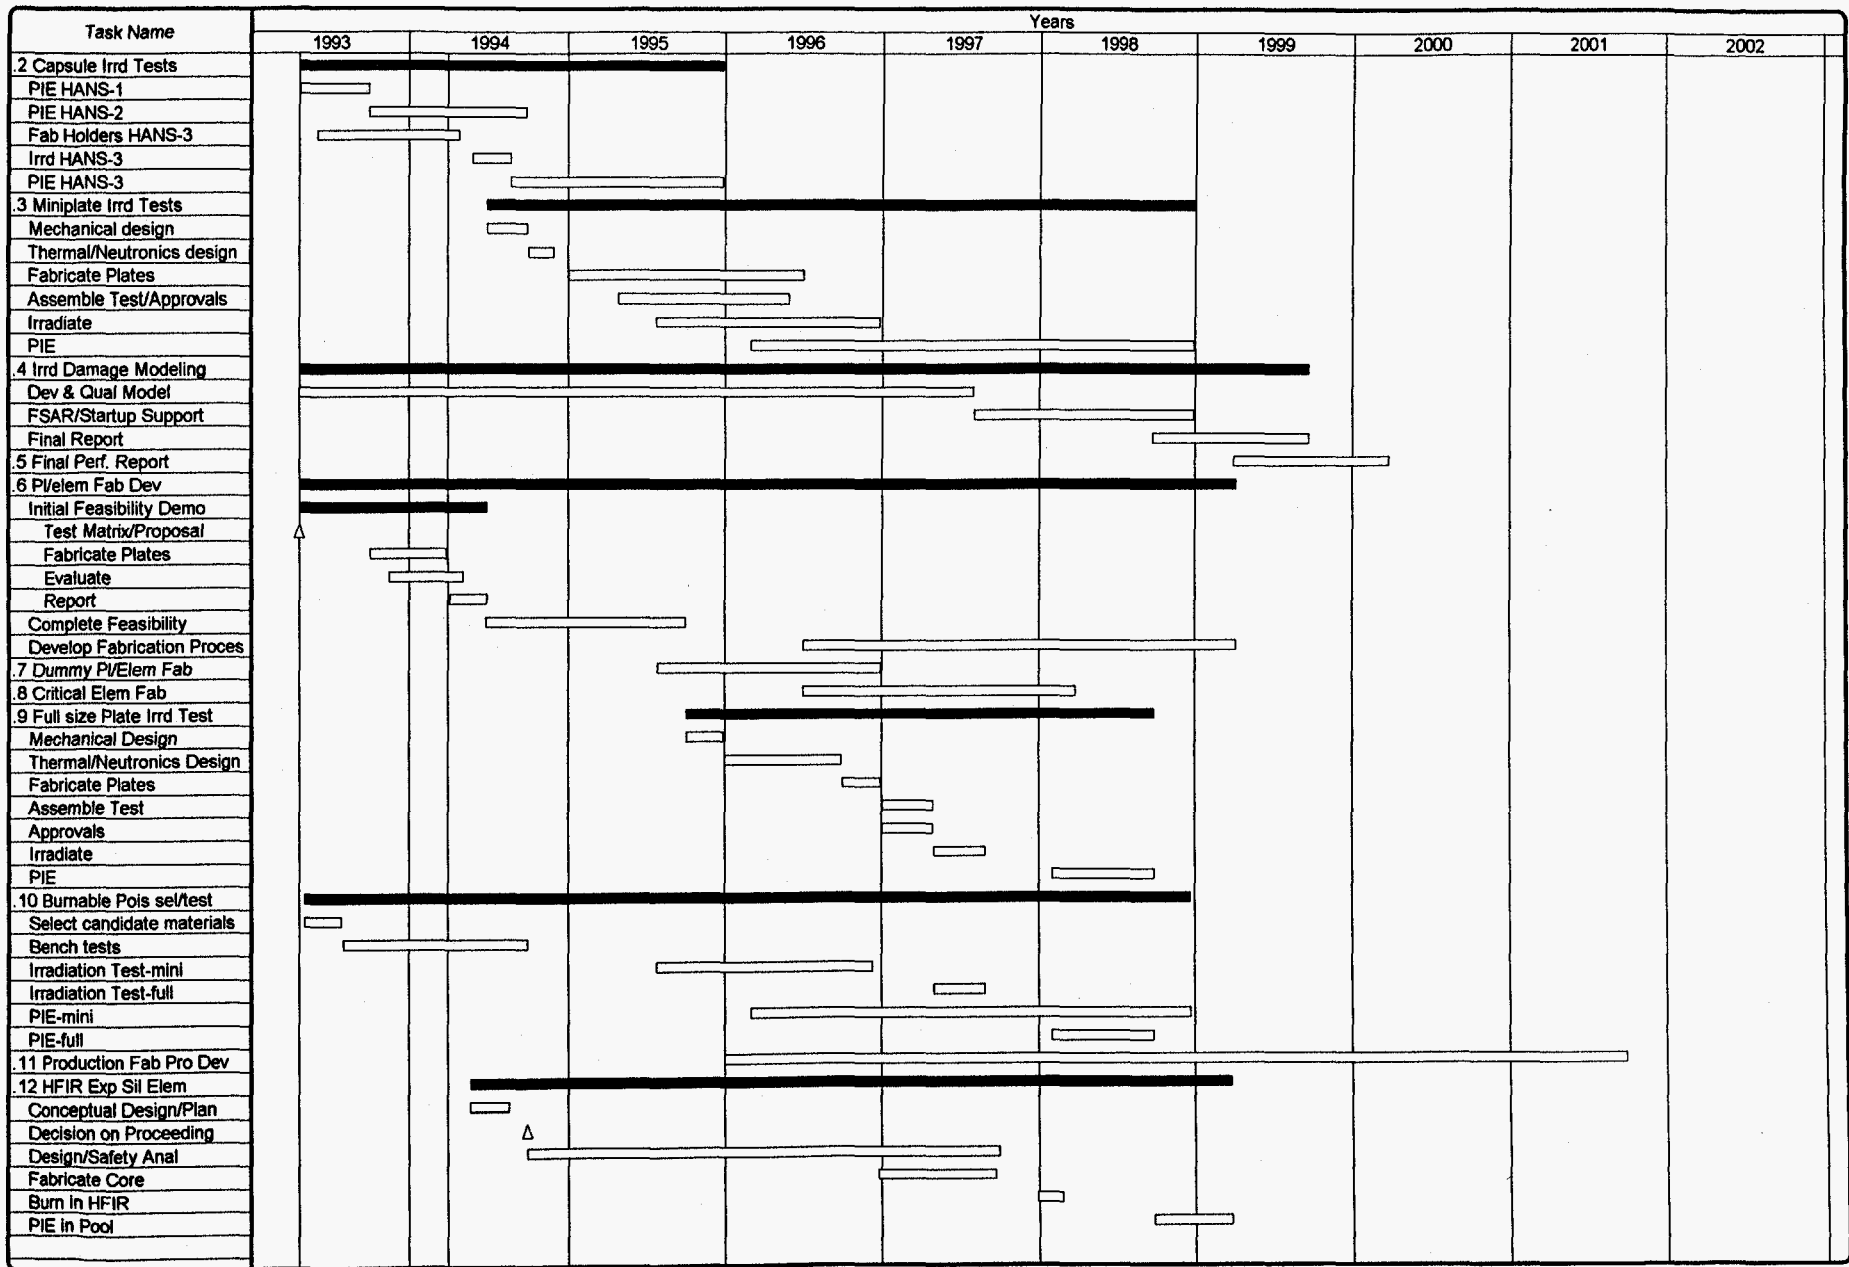 Task Name
Years
1993 1994 1995 1996 1997 1998 1999 2000 2001 2002
.2 Capsule Irrd Tests
PIE HANS-1
PIE HANS-2
Fab Holders HANS-3
Irrd HANS-3
PIE HANS-3
.3 Miniplate Irrd Tests
Mechanical design
Thermal/Neutronics design
Fabricate Plates
Assemble Test/Approvals
Irradiate
PIE
.4 Irrd Damage Modeling
Dev & Qual Model
FSAR/Startup Support
Final Report
.5 Final Perf. Report
.6 Pl/elem Fab Dev
Initial Feasibility Demo
Test Matrix/Proposal
Fabricate Plates
Evaluate
Report
Complete Feasibility
Develop Fabrication Proces
.7 Dummy Pl/Elem Fab
.8 Critical Elem Fab
.9 Full size Plate Irrd Test
Mechanical Design
Thermal/Neutronics Design
Fabricate Plates
Assemble Test
Approvals
Irradiate
PIE
.10 Burnable Pois sel/test
Select candidate materials
Bench tests
Irradiation Test-mini
Irradiation Test-full
PIE-mini
PIE-full
.11 Production Fab Pro Dev
.12 HFIR Exp Sil Elem
Conceptual Design/Plan
Decision on Proceeding
Design/Safety Anal
Fabricate Core
Burn in HFIR
PIE in Pool